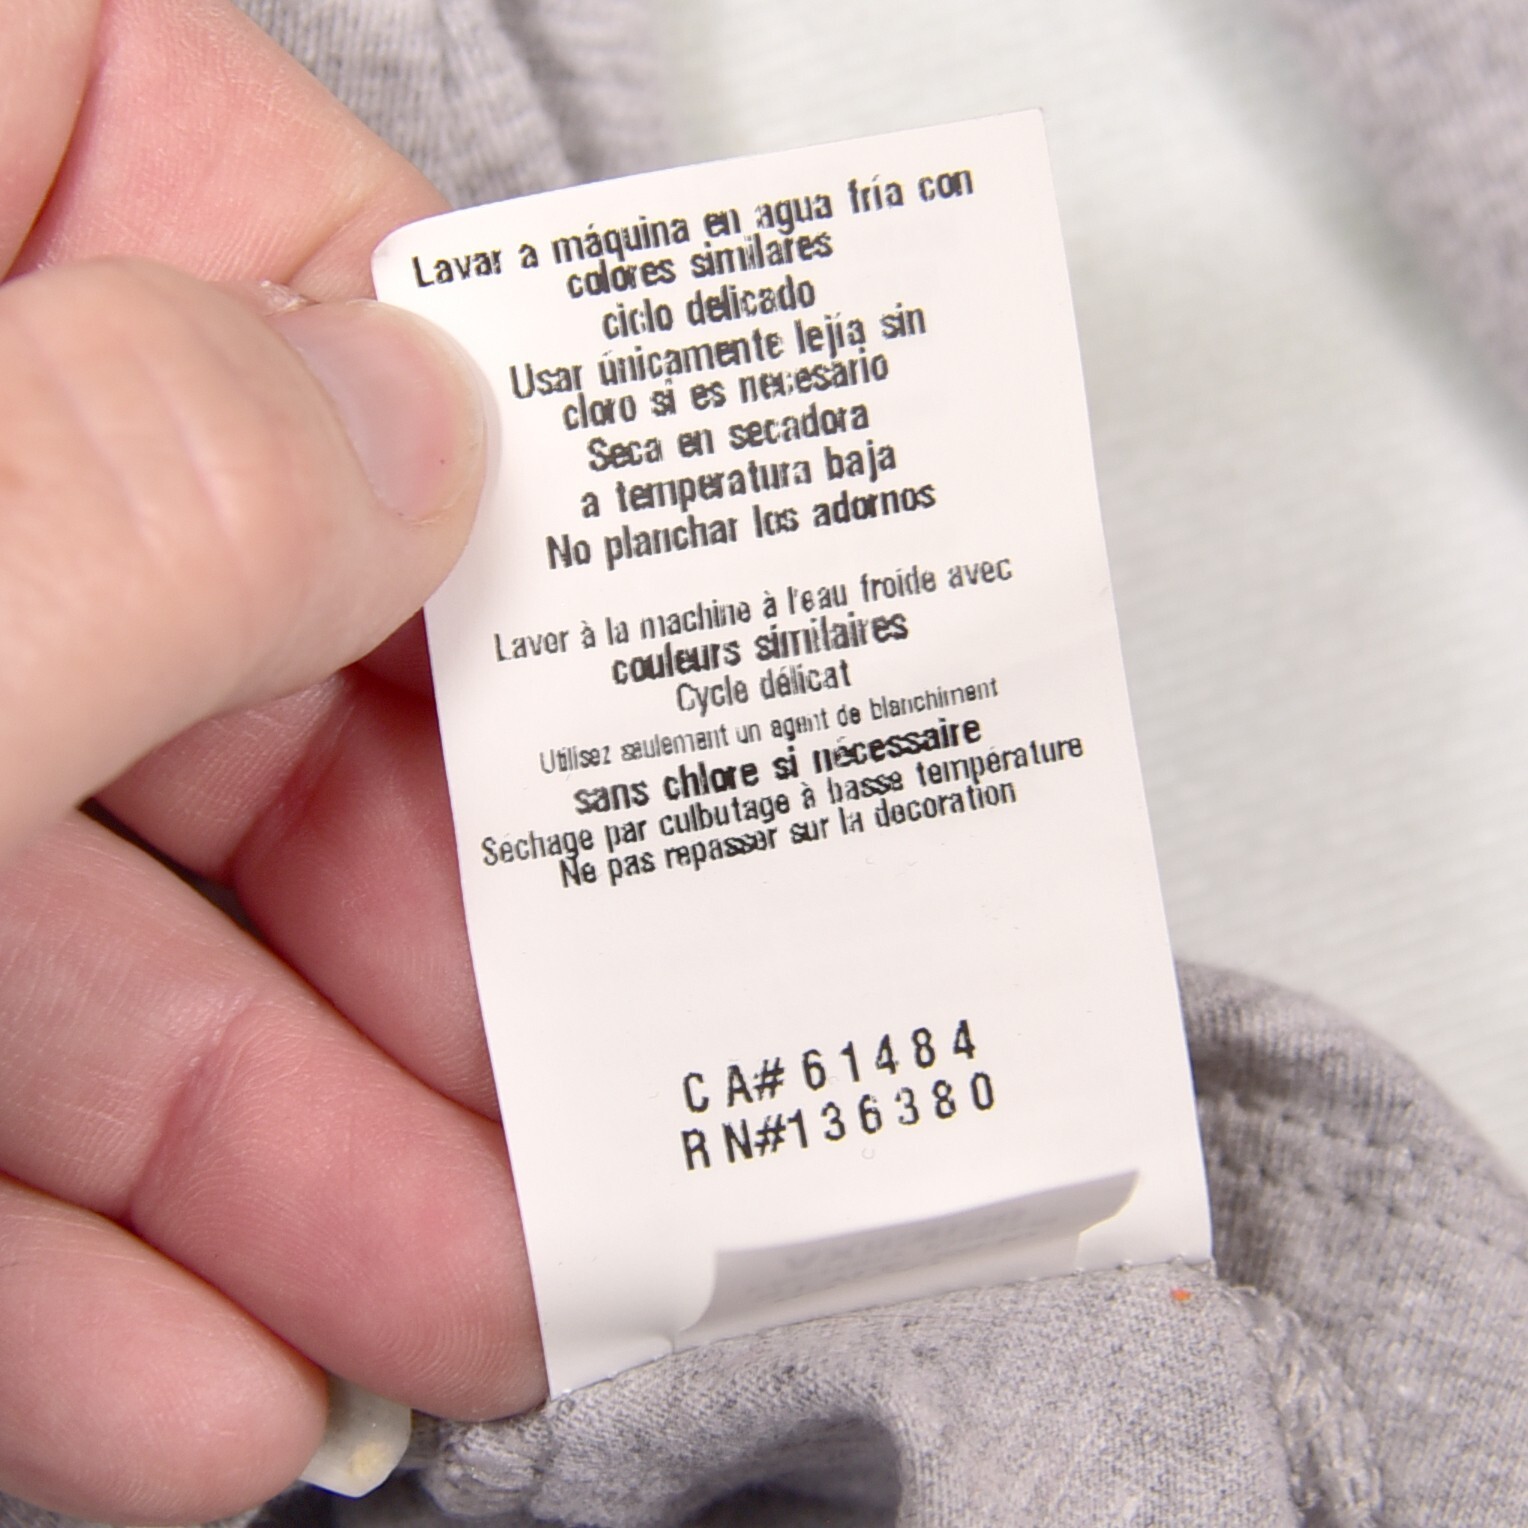 Lavar a máquina en agua fría con
colores similares
ciclo delicado
Usar únicamente lejía sin
cloro si es necesario
Seca en secadora
a temperatura baja
No planchar los adornos
Laver à la machine à l'eau froide avec
couleurs similaires
Cycle délicat
Utilisez seulement un agent de blanchiment
sans chlore si nécessaire
Séchage par culbutage à basse température
Ne pas repasser sur la decoration
CA# 61484
RN#136380